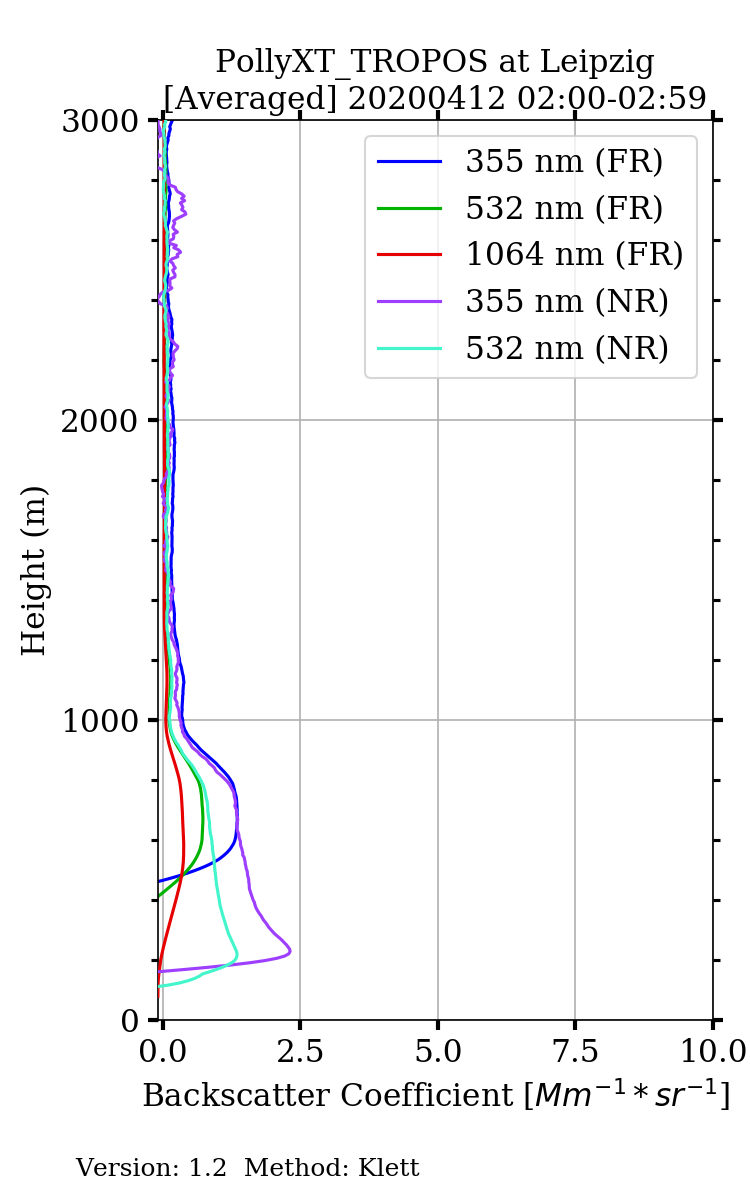 PollyXT_TROPOS at Leipzig
[Averaged] 20200412 02:00-02:59
3000
2000
1000
0
Height (m)
355 nm (FR)
532 nm (FR)
1064 nm (FR)
355 nm (NR)
532 nm (NR)
0.0 2.5 5.0 7.5 10.0
Backscatter Coefficient [Mm⁻¹ * sr⁻¹]
Version: 1.2 Method: Klett